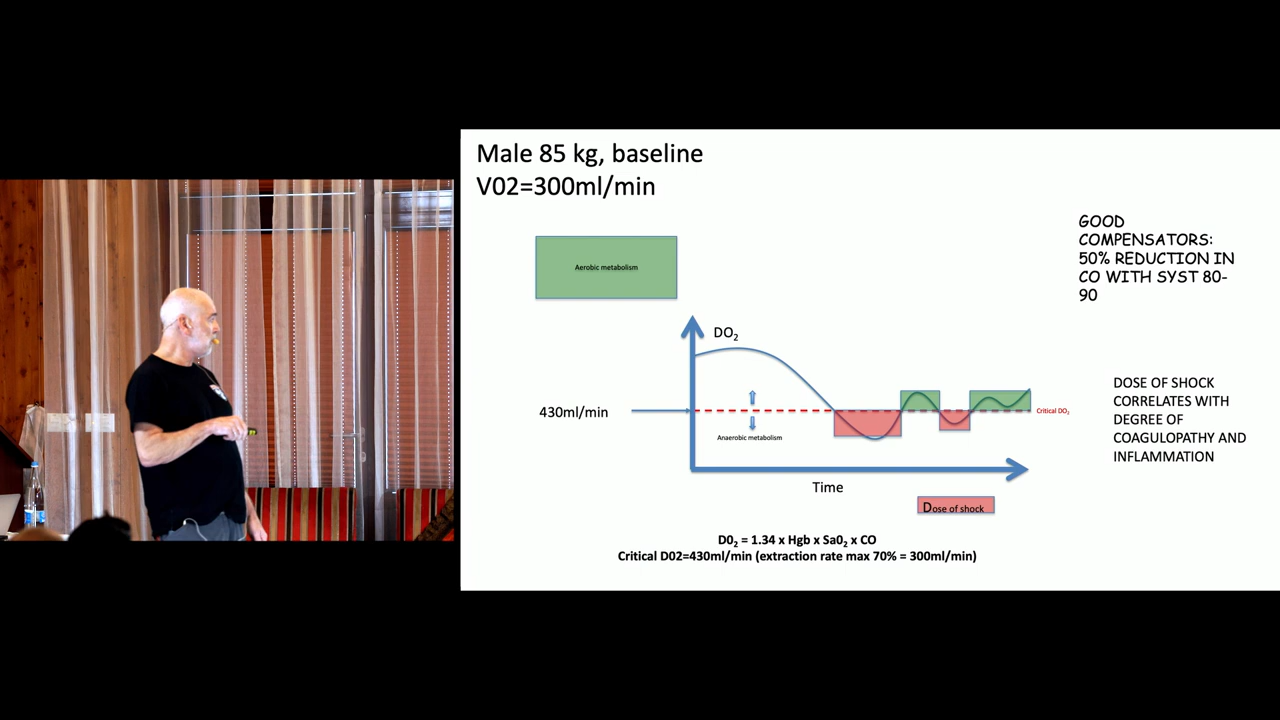 Male 85 kg, baseline
V02=300ml/min
Aerobic metabolism
GOOD
COMPENSATORS:
50% REDUCTION IN
CO WITH SYST 80-
90
DO₂
430ml/min
Critical DO₂
Anaerobic metabolism
DOSE OF SHOCK
CORRELATES WITH
DEGREE OF
COAGULOPATHY AND
INFLAMMATION
Time
Dose of shock
D0₂ = 1.34 x Hgb x Sa0₂ x CO
Critical D02=430ml/min (extraction rate max 70% = 300ml/min)